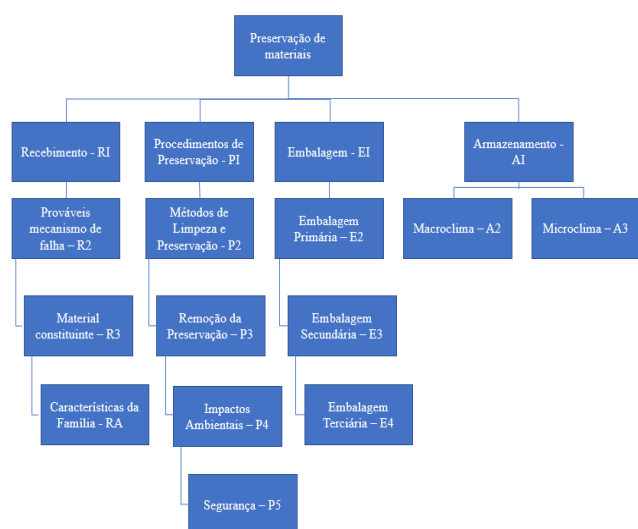 Preservação de
materiais
Recebimento - RI
Procedimentos de
Preservação - PI
Embalagem - EI
Armazenamento -
AI
Prováveis
mecanismo de
falha – R2
Métodos de
Limpeza e
Preservação - P2
Embalagem
Primária – E2
Macroclima – A2
Microclima – A3
Material
constituinte – R3
Remoção da
Preservação – P3
Embalagem
Secundária – E3
Características da
Família - RA
Impactos
Ambientais – P4
Embalagem
Terciária – E4
Segurança – P5